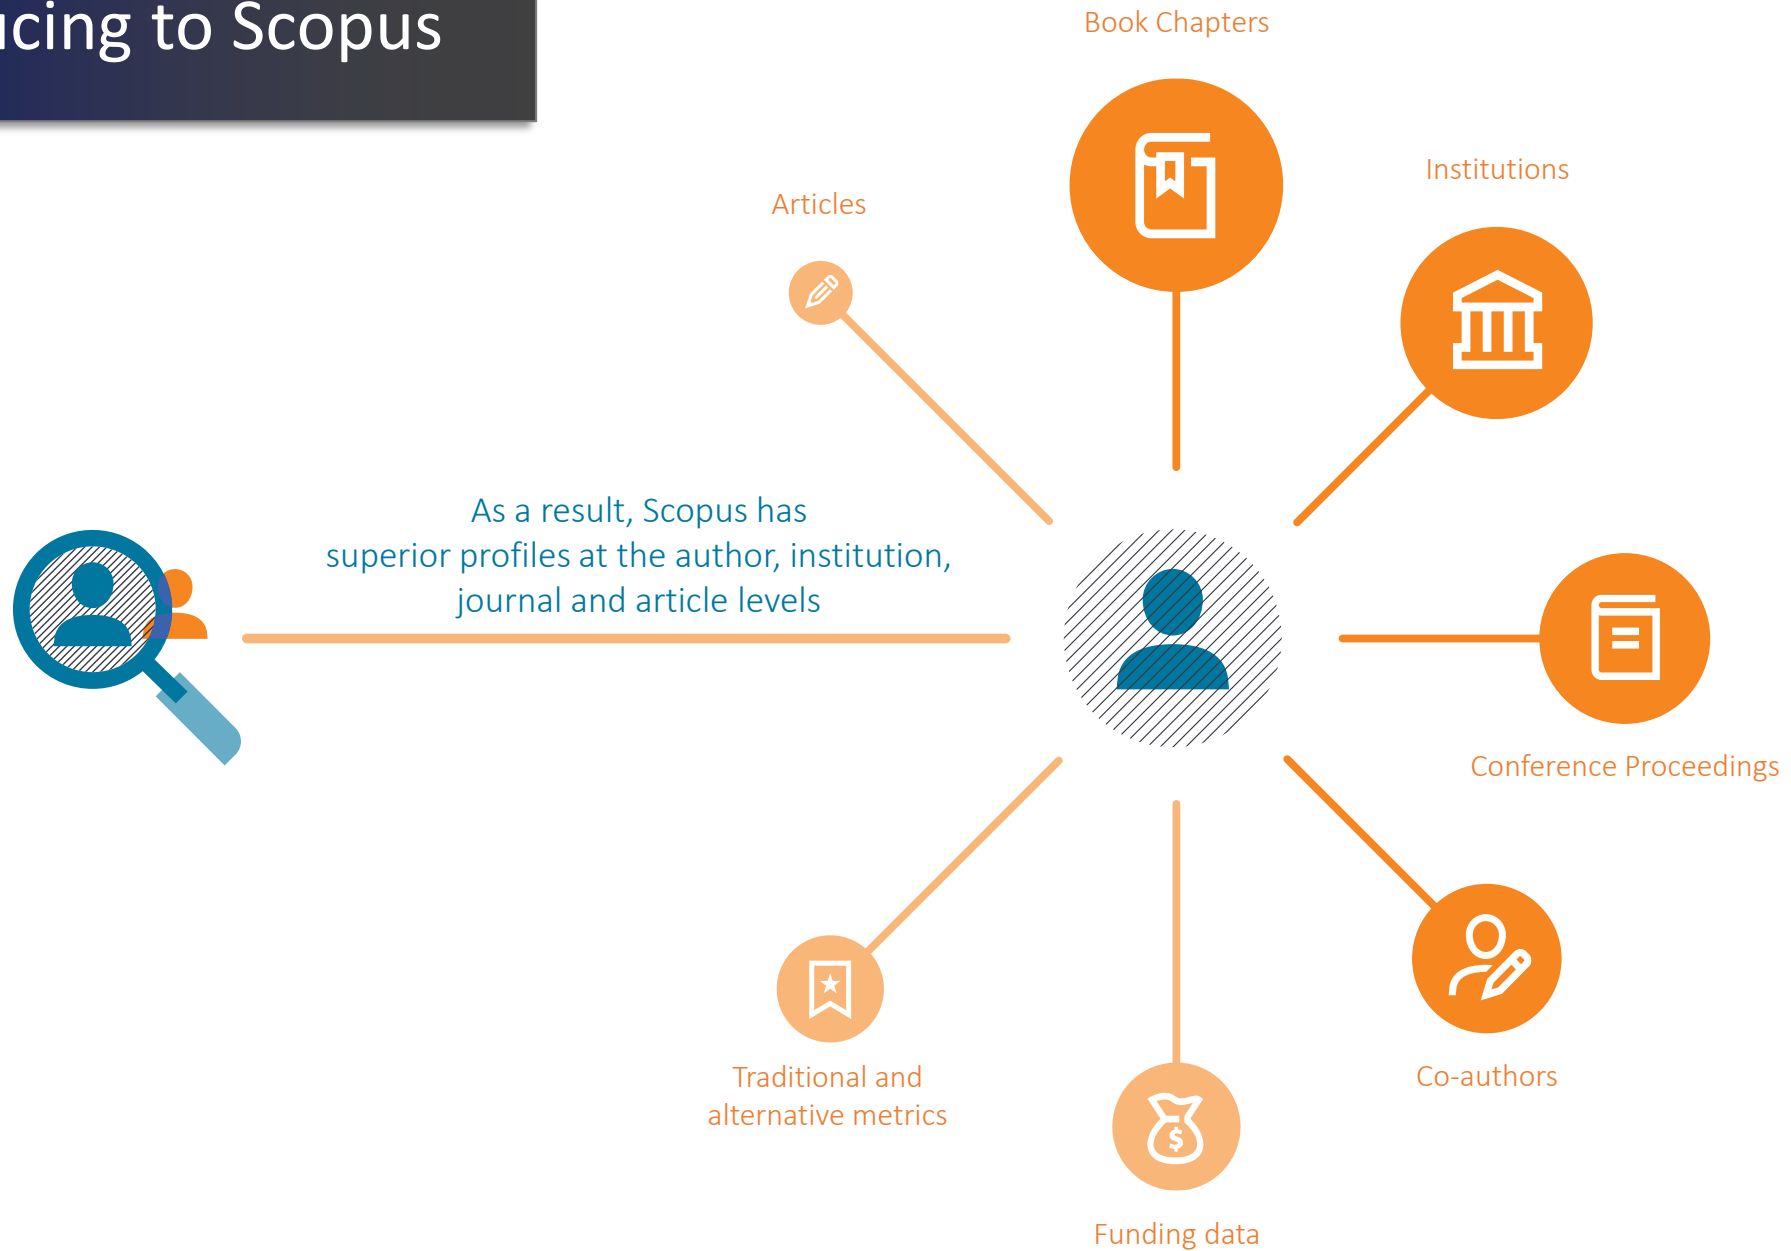 ucing to Scopus
Book Chapters
Institutions
Articles
As a result, Scopus has
superior profiles at the author, institution,
journal and article levels
Conference Proceedings
Traditional and
alternative metrics
Co-authors
$
Funding data